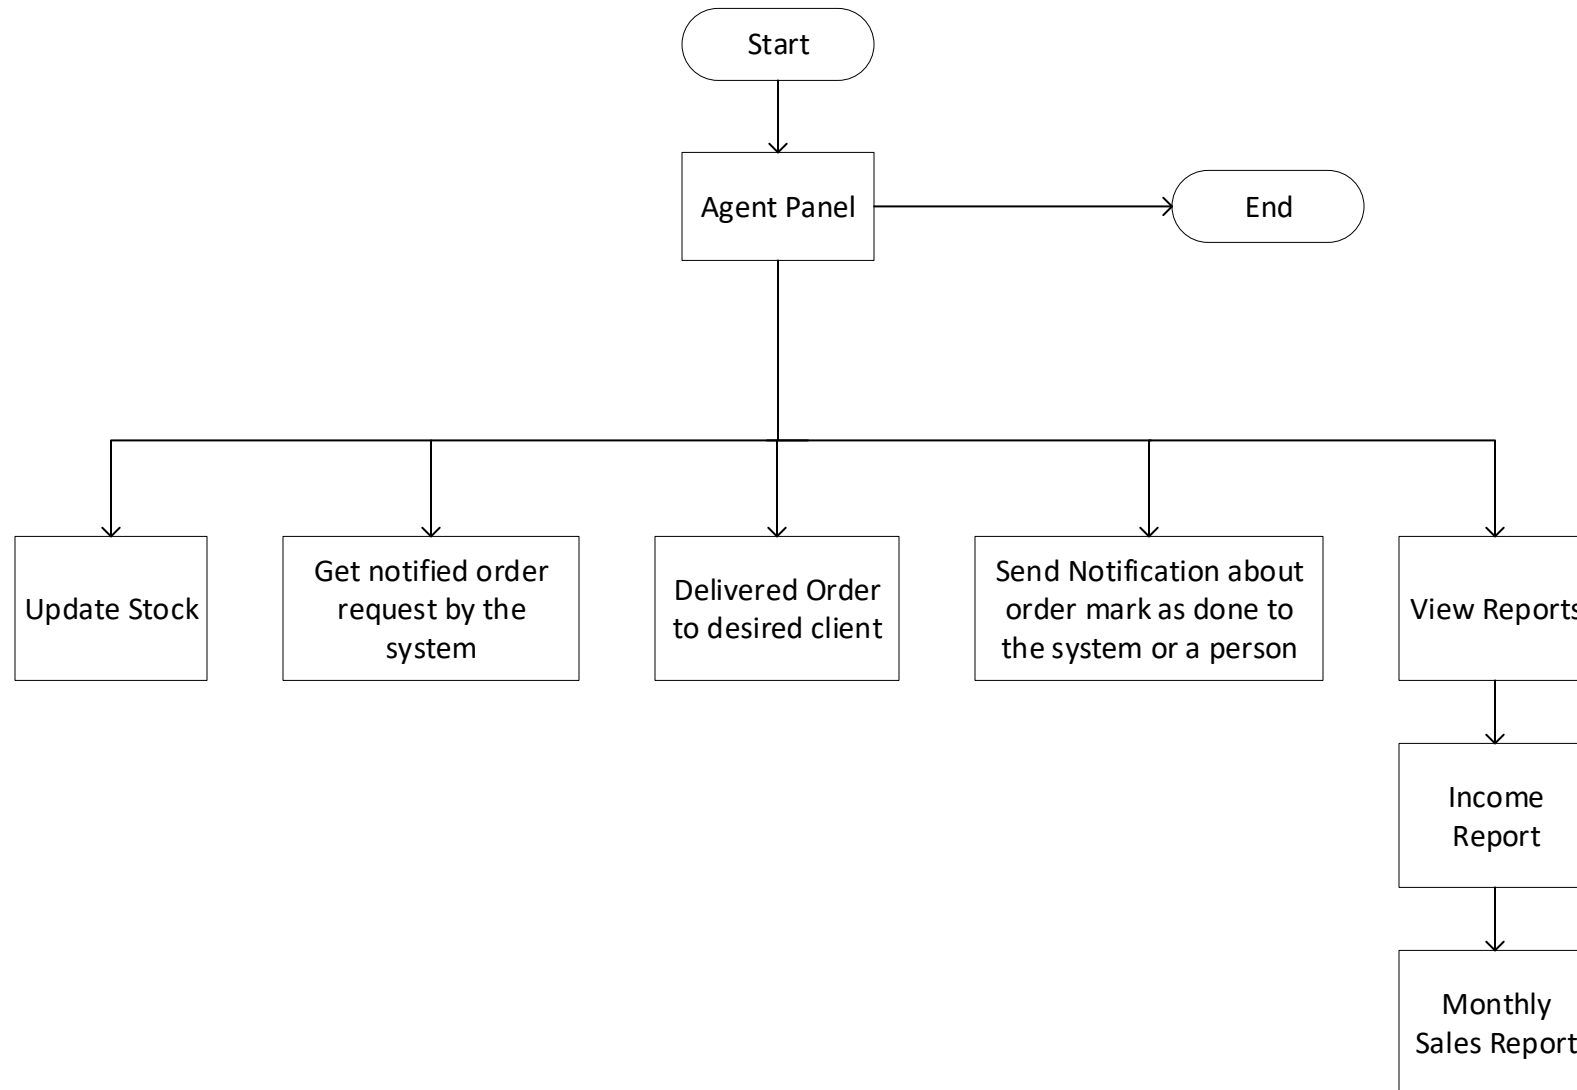 Start
Agent Panel
End
Update Stock
Get notified order
request by the
system
Delivered Order
to desired client
Send Notification about
order mark as done to
the system or a person
View Reports
Income
Report
Monthly
Sales Report